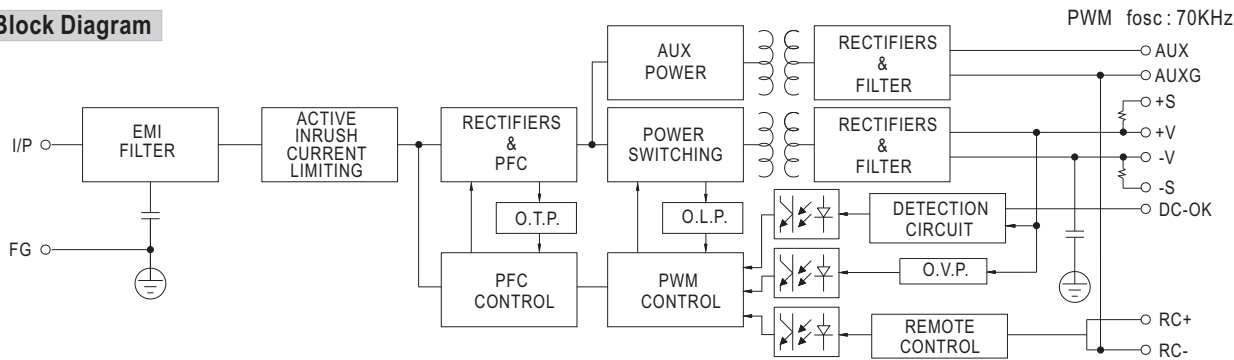 Block Diagram
PWM fosc : 70KHz
AUX
POWER
RECTIFIERS
&
FILTER
AUX
AUXG
I/P
EMI
FILTER
ACTIVE
INRUSH
CURRENT
LIMITING
RECTIFIERS
&
PFC
POWER
SWITCHING
RECTIFIERS
&
FILTER
+S
+V
-V
-S
O.T.P.
O.L.P.
DETECTION
CIRCUIT
DC-OK
FG
PFC
CONTROL
PWM
CONTROL
O.V.P.
REMOTE
CONTROL
RC+
RC-